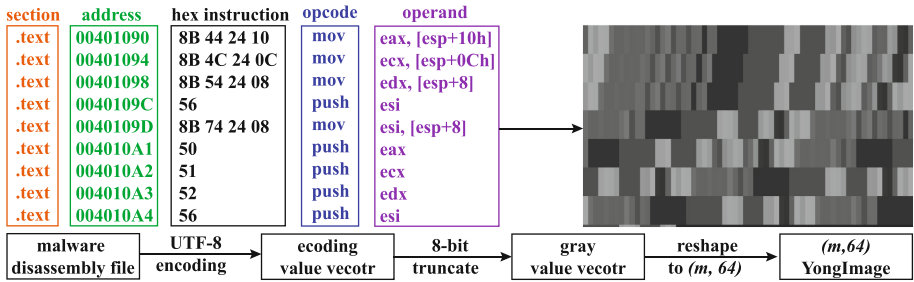 section address hex instruction opcode operand
.text 00401090 8B 44 24 10 mov eax, [esp+10h]
.text 00401094 8B 4C 24 0C mov ecx, [esp+0Ch]
.text 00401098 8B 54 24 08 mov edx, [esp+8]
.text 0040109C 56 push esi
.text 0040109D 8B 74 24 08 mov esi, [esp+8]
.text 004010A1 50 push eax
.text 004010A2 51 push ecx
.text 004010A3 52 push edx
.text 004010A4 56 push esi
malware
disassembly file
UTF-8
encoding
ecoding
value vecotr
8-bit
truncate
gray
value vecotr
reshape
to (m, 64)
(m,64)
YongImage